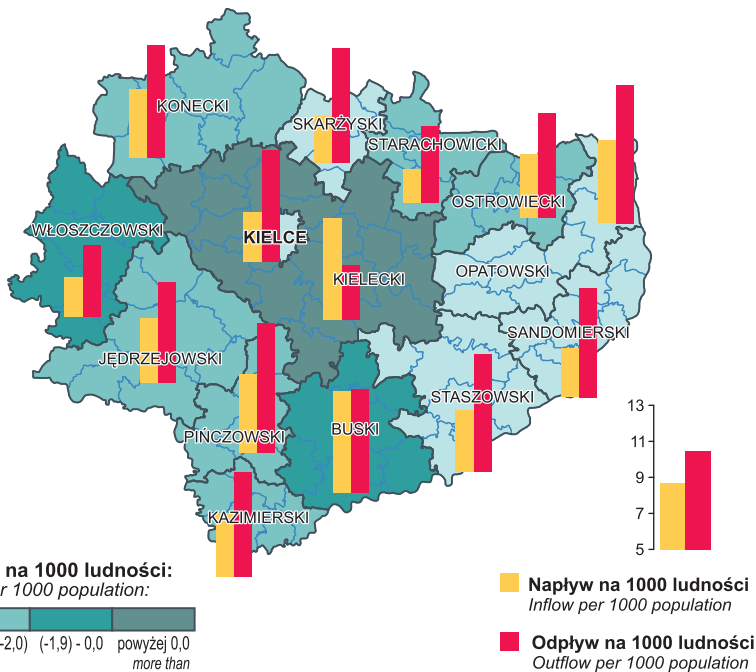 KONECKI
SKARŻYSKI
STARACHOWICKI
OSTROWIECKI
WŁOSZCZOWSKI
KIELCE
KIELECKI
OPATOWSKI
SANDOMIERSKI
JĘDRZEJOWSKI
STASZOWSKI
BUSKI
PIŃCZOWSKI
KAZIMIERSKI
13
11
9
7
5
na 1000 ludności:
r 1000 population:
-2,0)
(-1,9) - 0,0
powyżej 0,0
more than
Napływ na 1000 ludności
Inflow per 1000 population
Odpływ na 1000 ludności
Outflow per 1000 population